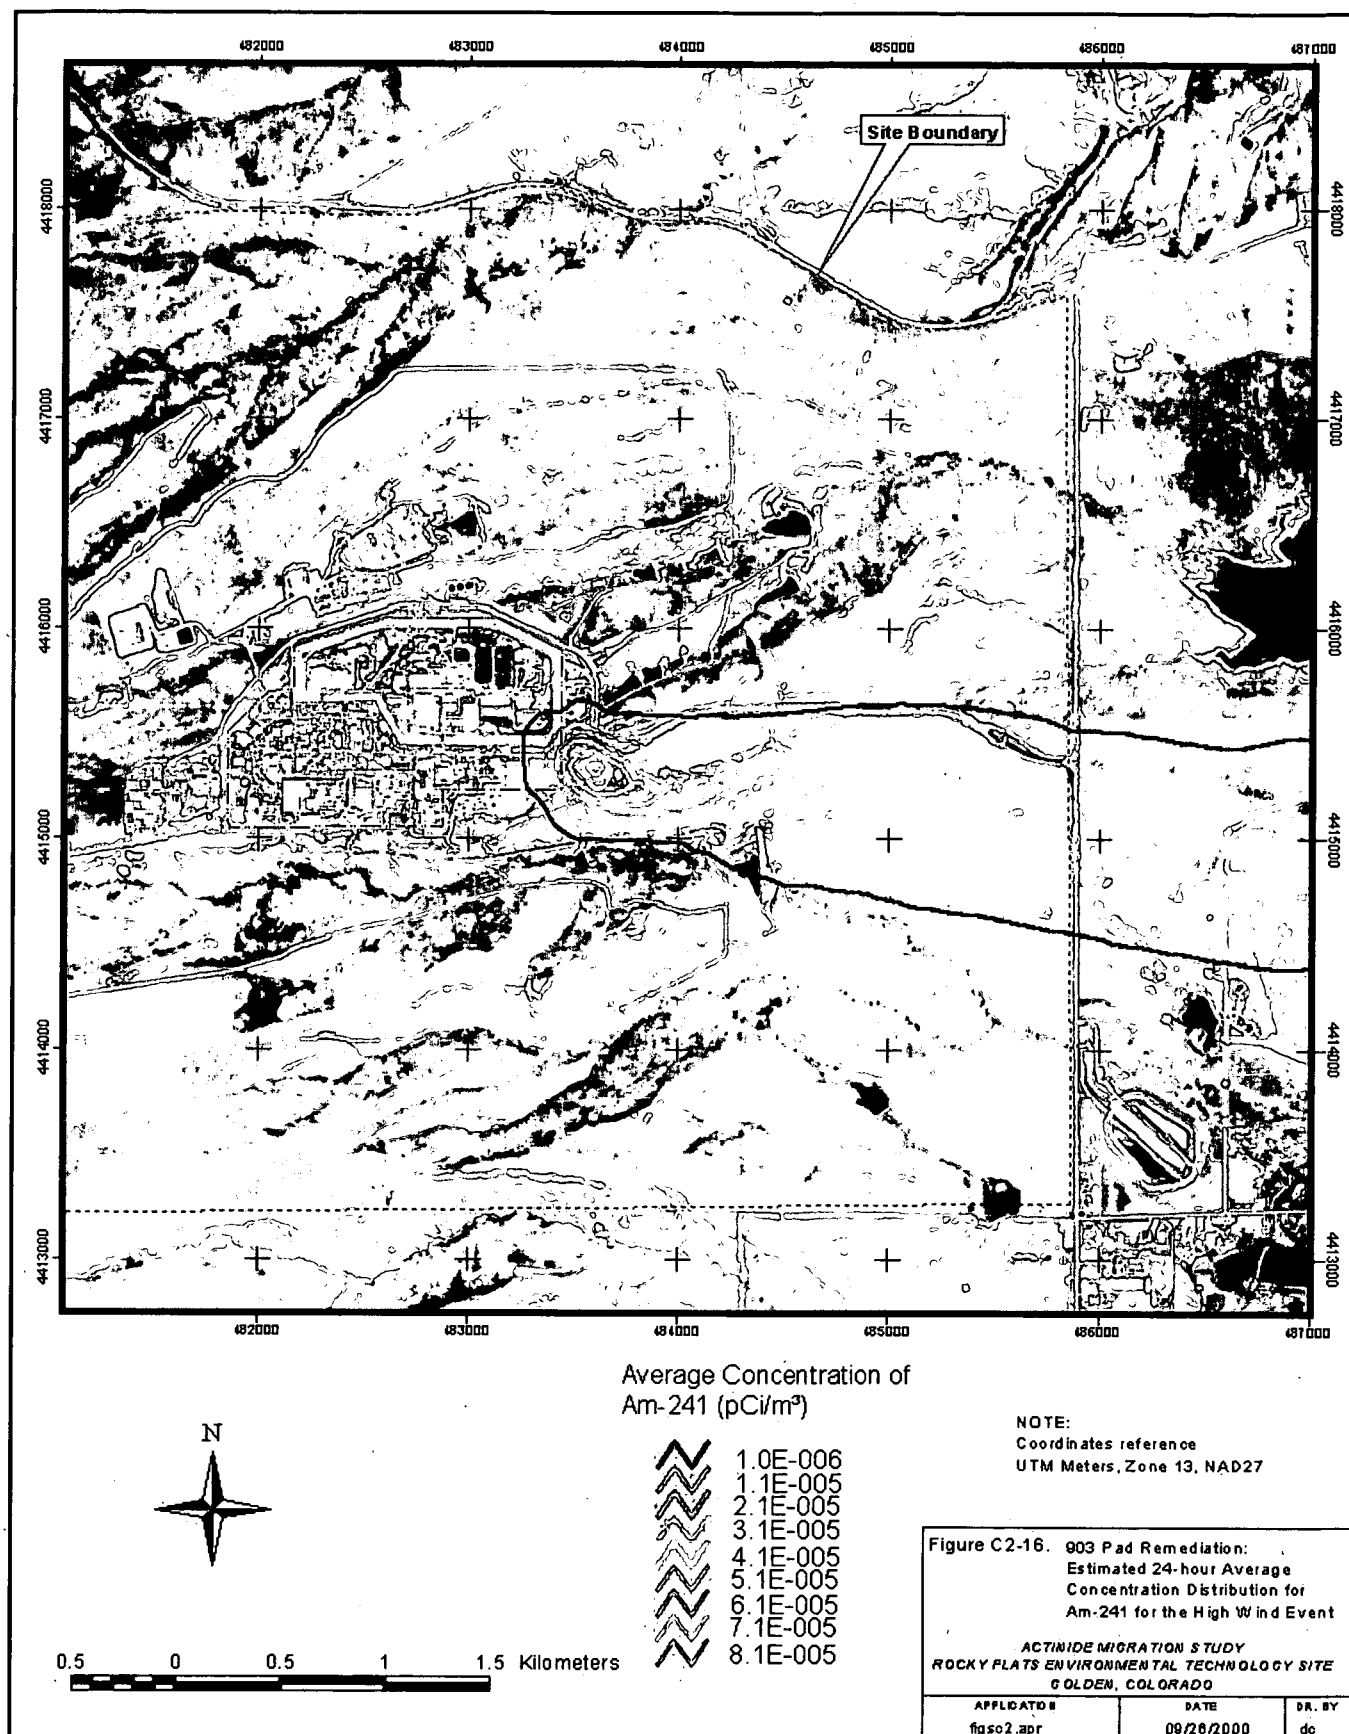 482000 483000 484000 485000 486000 487000
Site Boundary
4418000 4418000
4417000 4417000
4416000 4416000
4415000 4415000
4414000 4414000
4413000 4413000
482000 483000 484000 485000 486000 487000
Average Concentration of
Am-241 (pCi/m³)
1.0E-006
1.1E-005
2.1E-005
3.1E-005
4.1E-005
5.1E-005
6.1E-005
7.1E-005
8.1E-005
N
0.5 0 0.5 1 1.5 Kilometers
NOTE:
Coordinates reference
UTM Meters, Zone 13, NAD27
Figure C2-16. 903 Pad Remediation:
Estimated 24-hour Average
Concentration Distribution for
Am-241 for the High Wind Event
ACTINIDE MIGRATION STUDY
ROCKY FLATS ENVIRONMENTAL TECHNOLOGY SITE
GOLDEN, COLORADO
APPLICATION DATE DR. BY
figsc2.apr 09/28/2000 dc